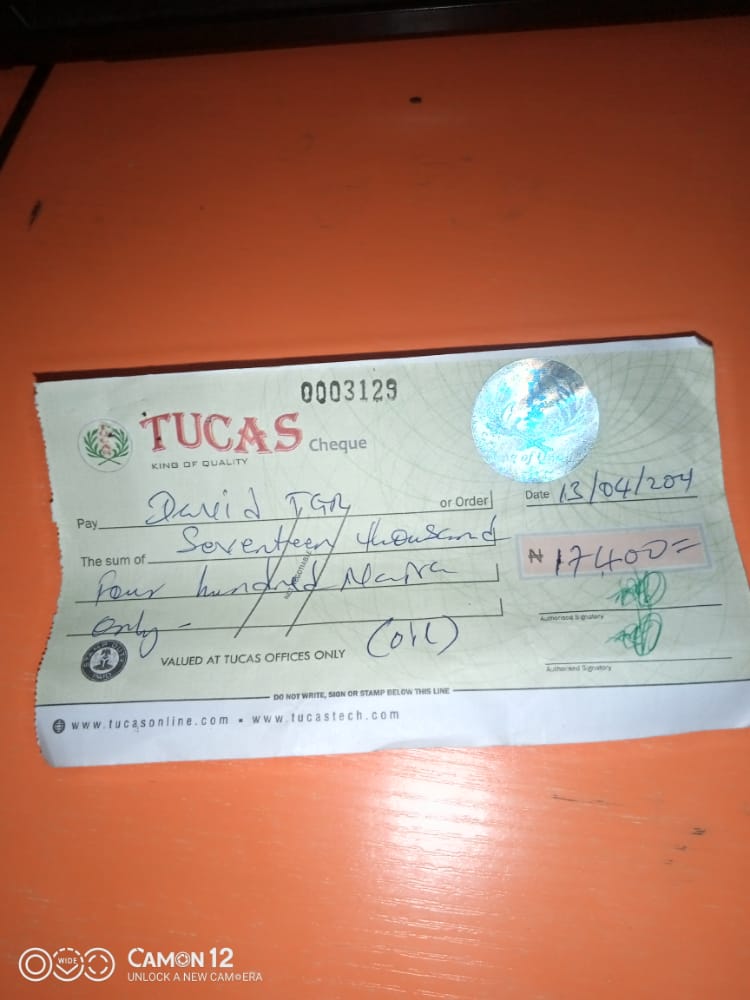 0003129
TUCAS Cheque
KING OF QUALITY
Date 13/04/204
Pay David TGR or Order
The sum of Seventeen thousand
₦ 17400=
Four hundred Naira
Only -
(OIL)
Authorised Signatory
Authorised Signatory
VALUED AT TUCAS OFFICES ONLY
DO NOT WRITE, SIGN OR STAMP BELOW THIS LINE
www.tucasonline.com • www.tucastech.com
WIDE
CAMON 12
UNLOCK A NEW CAMERA